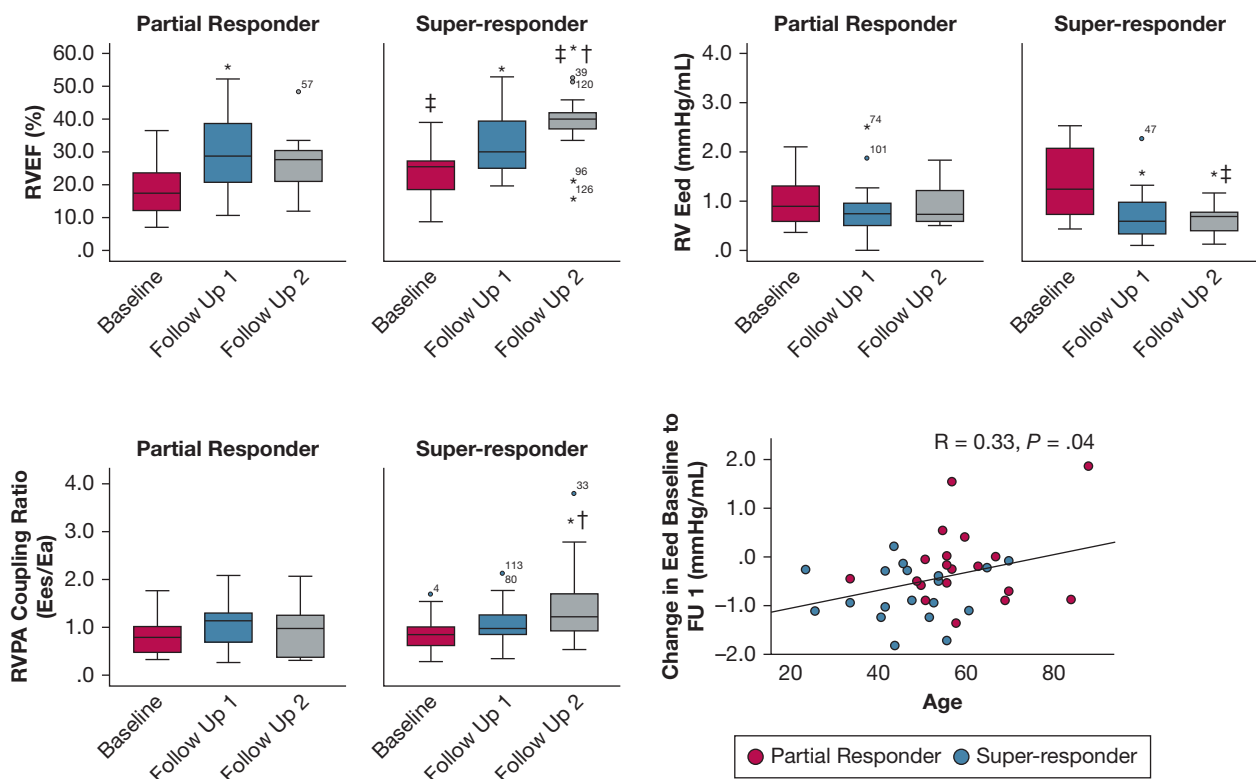 Partial Responder
Super-responder
RVEF (%)
60.0
50.0
40.0
30.0
20.0
10.0
.0
*
57
‡
*
‡ * †
39
120
96
*
126
*
Baseline
Follow Up 1
Follow Up 2
Baseline
Follow Up 1
Follow Up 2
Partial Responder
Super-responder
RV Eed (mmHg/mL)
4.0
3.0
2.0
1.0
.0
74
*
101
47
*
*‡
Baseline
Follow Up 1
Follow Up 2
Baseline
Follow Up 1
Follow Up 2
Partial Responder
Super-responder
RVPA Coupling Ratio
(Ees/Ea)
4.0
3.0
2.0
1.0
.0
4
113
80
33
*†
Baseline
Follow Up 1
Follow Up 2
Baseline
Follow Up 1
Follow Up 2
Change in Eed Baseline to
FU 1 (mmHg/mL)
R = 0.33, P = .04
2.0
1.0
.0
−1.0
−2.0
20
40
60
80
Age
Partial Responder
Super-responder